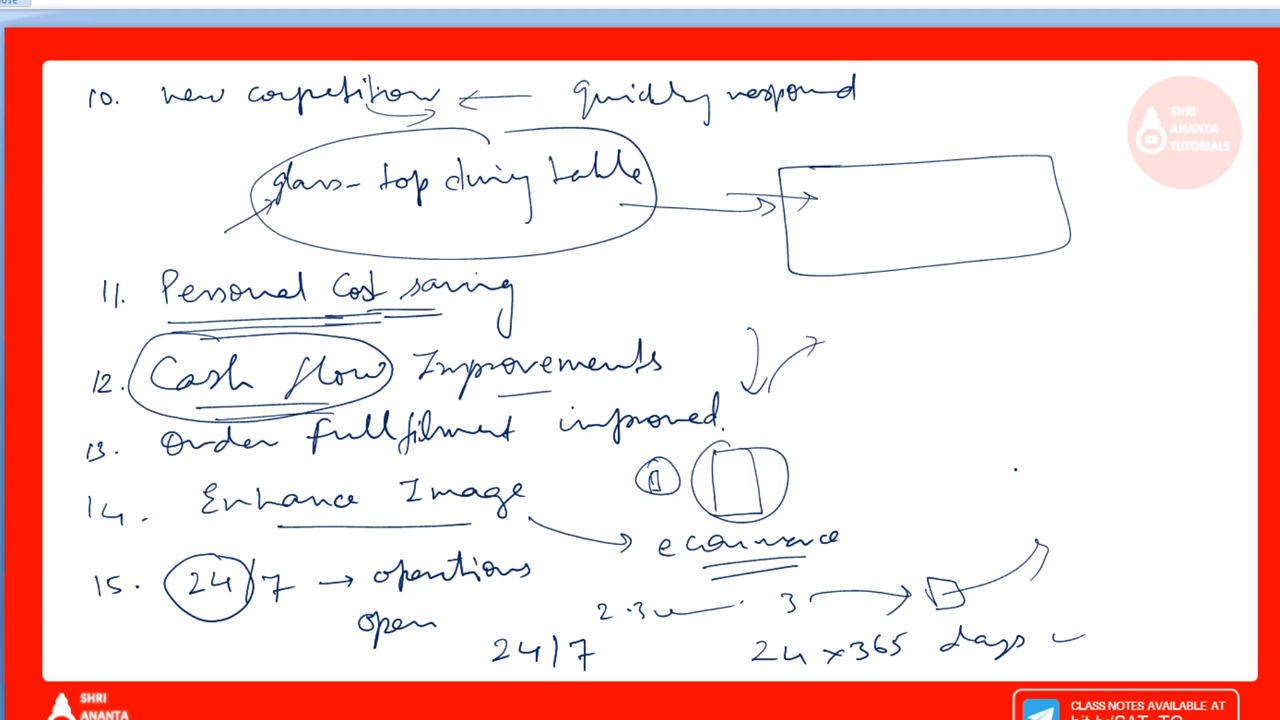 10. new competition ← quickly respond
glass-top dining table
11. Personal Cost saving
12. Cash flow Improvements
13. Order fullfilment improved.
14. Enhance Image
ecommerce
15. 24/7 → operations
open
24/7
2.3
3
24 x 365 days
SHRI
ANANTA
TUTORIALS
SHRI
ANANTA
CLASS NOTES AVAILABLE AT